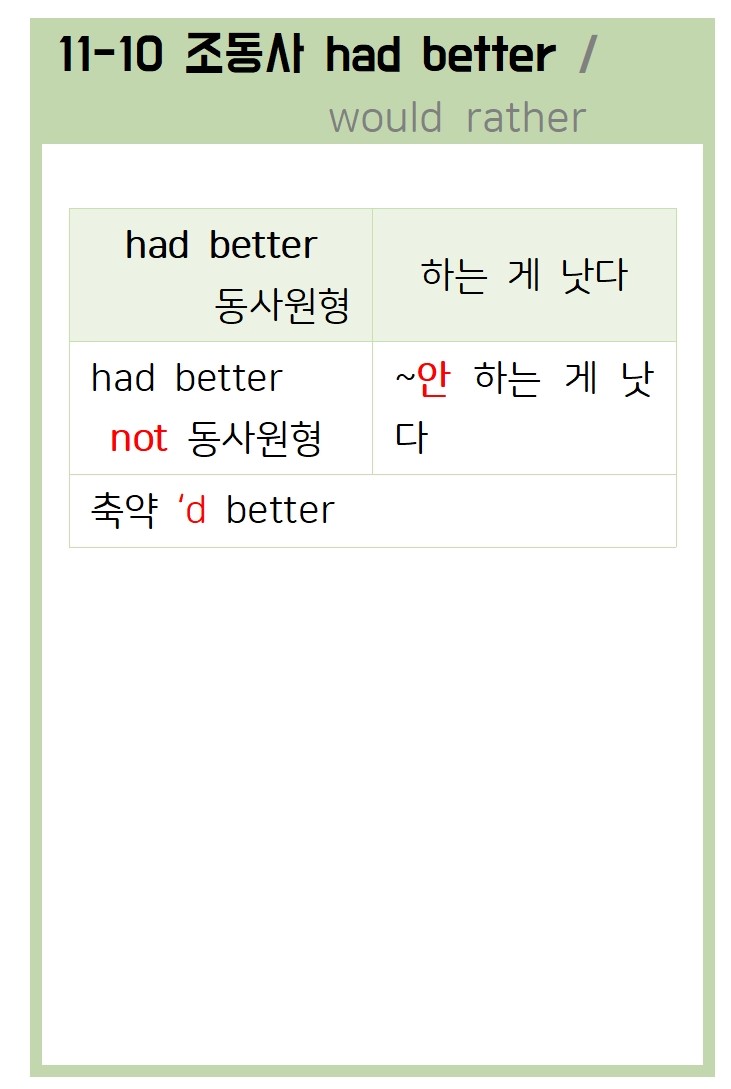 11-10 조동사 had better /
would rather
had better
동사원형
하는 게 낫다
had better
not 동사원형
~안 하는 게 낫
다
축약 ‘d better